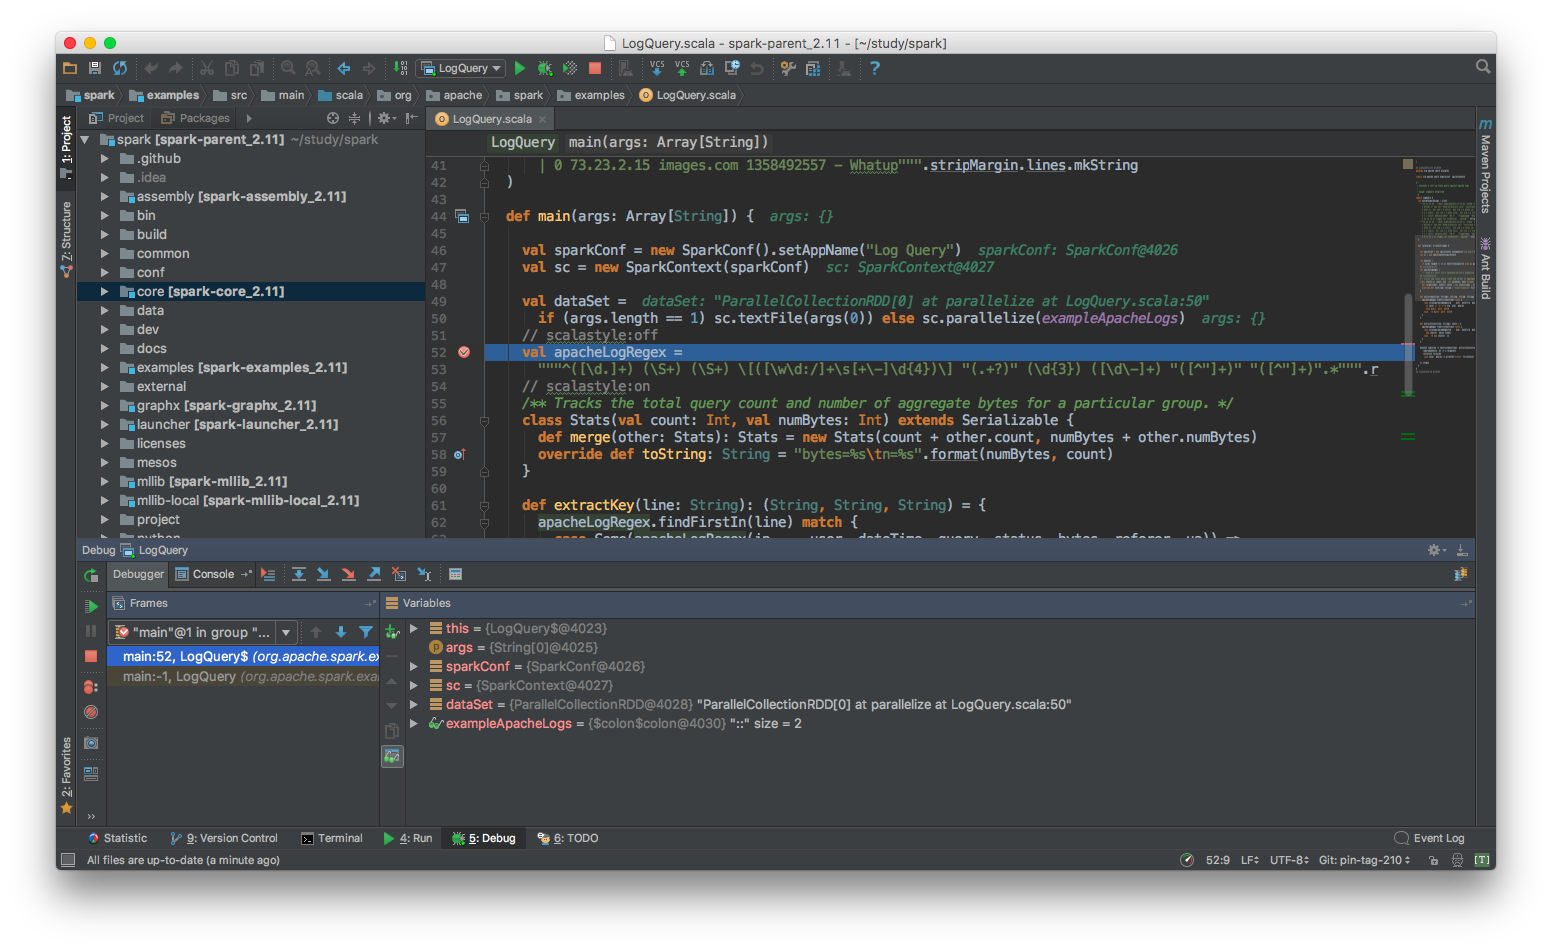 LogQuery.scala - spark-parent_2.11 - [~/study/spark]
LogQuery
VCS VCS
spark examples src main scala org apache spark examples LogQuery.scala
1: Project
Project Packages
LogQuery.scala
LogQuery main(args: Array[String])
spark [spark-parent_2.11] ~/study/spark
.github
.idea
assembly [spark-assembly_2.11]
bin
build
common
conf
core [spark-core_2.11]
data
dev
docs
examples [spark-examples_2.11]
external
graphx [spark-graphx_2.11]
launcher [spark-launcher_2.11]
licenses
mesos
mllib [spark-mllib_2.11]
mllib-local [spark-mllib-local_2.11]
project
python
Z: Structure
41 | 0 73.23.2.15 images.com 1358492557 - Whatup""".stripMargin.lines.mkString
42 )
43
44 def main(args: Array[String]) { args: {}
45
46 val sparkConf = new SparkConf().setAppName("Log Query") sparkConf: SparkConf@4026
47 val sc = new SparkContext(sparkConf) sc: SparkContext@4027
48
49 val dataSet = dataSet: "ParallelCollectionRDD[0] at parallelize at LogQuery.scala:50"
50 if (args.length == 1) sc.textFile(args(0)) else sc.parallelize(exampleApacheLogs) args: {}
51 // scalastyle:off
52 val apacheLogRegex =
53 """^([\d.]+) (\S+) (\S+) \[([\w\d:/]+\s[+\-]\d{4})\] "(.+?)" (\d{3}) ([\d\-]+) "([^"]+)" "([^"]+)".*""".r
54 // scalastyle:on
55 /** Tracks the total query count and number of aggregate bytes for a particular group. */
56 class Stats(val count: Int, val numBytes: Int) extends Serializable {
57 def merge(other: Stats): Stats = new Stats(count + other.count, numBytes + other.numBytes)
58 override def toString: String = "bytes=%s\tn=%s".format(numBytes, count)
59 }
60
61 def extractKey(line: String): (String, String, String) = {
62 apacheLogRegex.findFirstIn(line) match {
m Maven Projects
Ant Build
Debug LogQuery
Debugger Console
Frames
Variables
"main"@1 in group "...
main:52, LogQuery$ (org.apache.spark.ex
main:-1, LogQuery (org.apache.spark.exa
this = {LogQuery$@4023}
args = {String[0]@4025}
sparkConf = {SparkConf@4026}
sc = {SparkContext@4027}
dataSet = {ParallelCollectionRDD@4028} "ParallelCollectionRDD[0] at parallelize at LogQuery.scala:50"
exampleApacheLogs = {$colon$colon@4030} "::" size = 2
2: Favorites
Statistic 9: Version Control Terminal 4: Run 5: Debug 6: TODO Event Log
All files are up-to-date (a minute ago) 52:9 LF UTF-8 Git: pin-tag-210 [T]